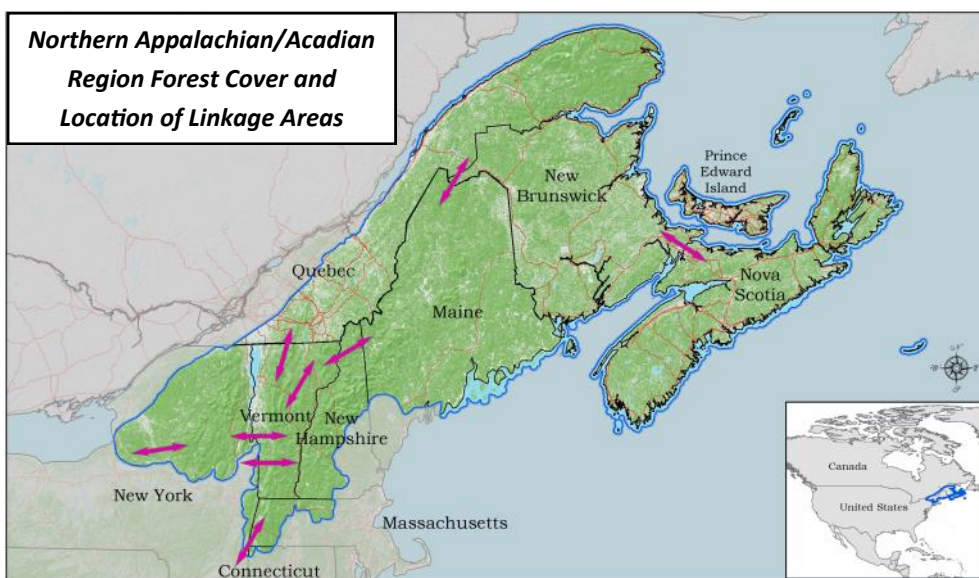 Northern Appalachian/Acadian
Region Forest Cover and
Location of Linkage Areas
Prince
Edward
Island
New
Brunswick
Quebec
Nova
Scotia
Maine
Vermont
New
Hampshire
New York
Massachusetts
Connecticut
Canada
United States